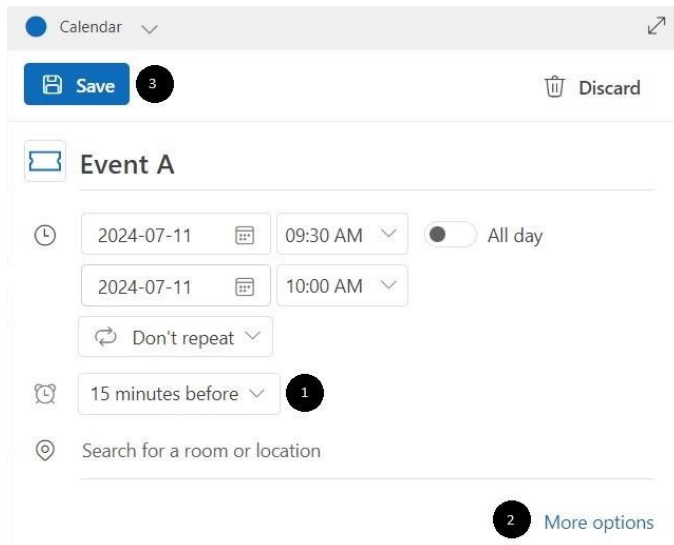 Calendar
Save 3 Discard
Event A
2024-07-11 09:30 AM All day
2024-07-11 10:00 AM
Don't repeat
15 minutes before 1
Search for a room or location
2 More options